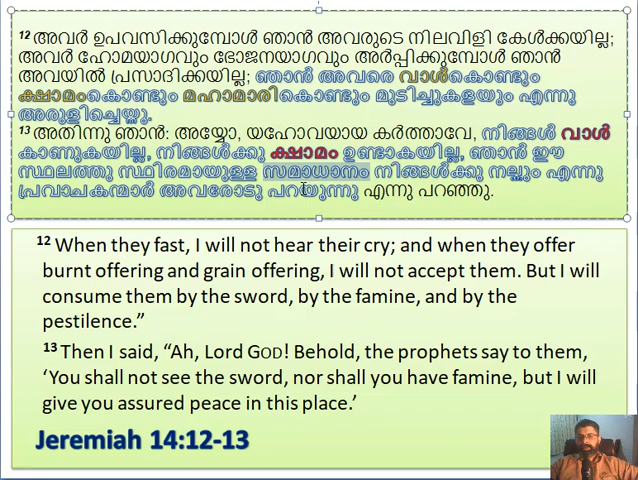 12 അവർ ഉപവസിക്കുമ്പോൾ ഞാൻ അവരുടെ നിലവിളി കേൾക്കയില്ല;
അവർ ഹോമയാഗവും ഭോജനയാഗവും അർപ്പിക്കുമ്പോൾ ഞാൻ
അവയിൽ പ്രസാദിക്കയില്ല; ഞാൻ അവരെ വാൾകൊണ്ടും
ക്ഷാമംകൊണ്ടും മഹാമാരികൊണ്ടും മുടിച്ചുകളയും എന്നു
അരുളിച്ചെയ്തു.
13 അതിന്നു ഞാൻ: അയ്യോ, യഹോവയായ കർത്താവേ, നിങ്ങൾ വാൾ
കാണുകയില്ല, നിങ്ങൾക്കു ക്ഷാമം ഉണ്ടാകയില്ല, ഞാൻ ഈ
സ്ഥലത്തു സ്ഥിരമായുള്ള സമാധാനം നിങ്ങൾക്കു നല്കും എന്നു
പ്രവാചകന്മാർ അവരോടു പറയുന്നു എന്നു പറഞ്ഞു.
12 When they fast, I will not hear their cry; and when they offer
burnt offering and grain offering, I will not accept them. But I will
consume them by the sword, by the famine, and by the
pestilence.”
13 Then I said, “Ah, Lord GOD! Behold, the prophets say to them,
‘You shall not see the sword, nor shall you have famine, but I will
give you assured peace in this place.’
Jeremiah 14:12-13